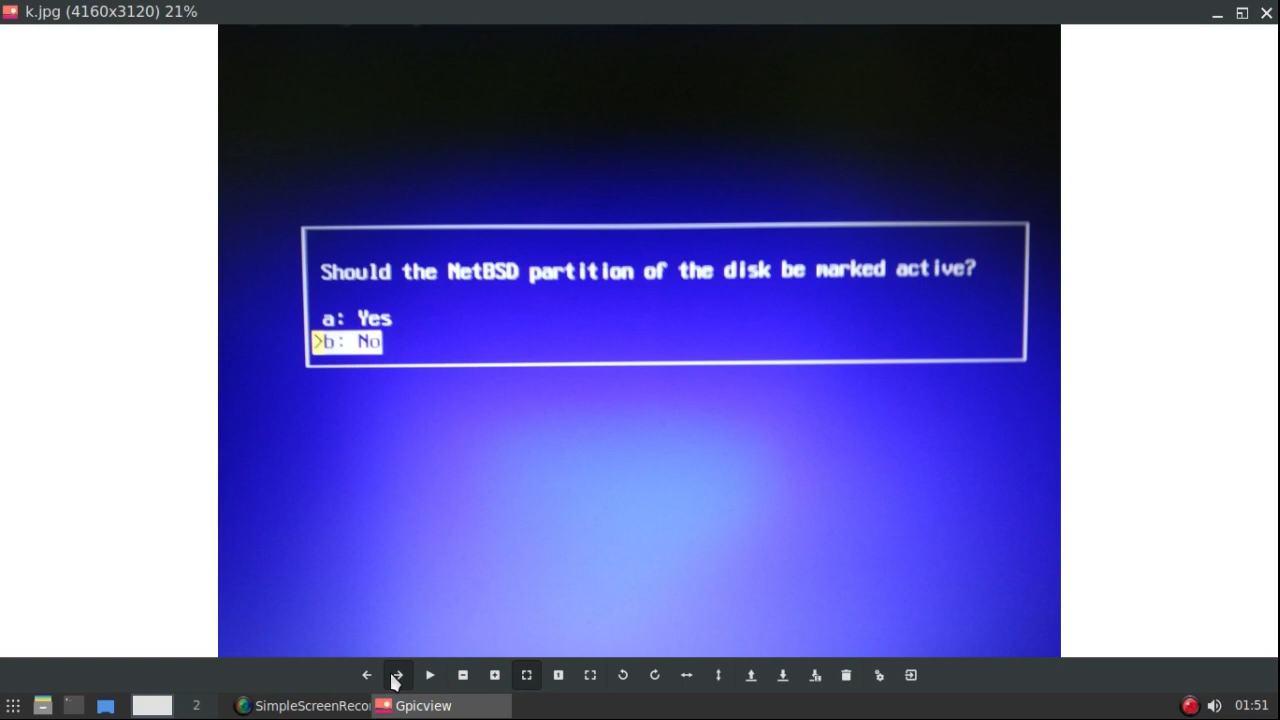 k.jpg (4160x3120) 21%
Should the NetBSD partition of the disk be marked active?
a: Yes
>b: No
2
SimpleScreenReco
Gpicview
01:51